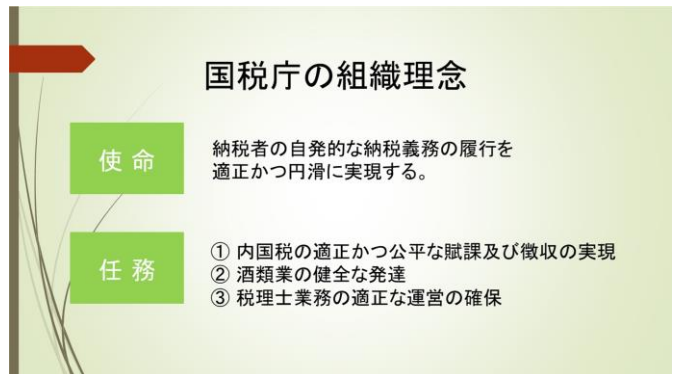 国税庁の組織理念
使 命
納税者の自発的な納税義務の履行を
適正かつ円滑に実現する。
任 務
① 内国税の適正かつ公平な賦課及び徴収の実現
② 酒類業の健全な発達
③ 税理士業務の適正な運営の確保